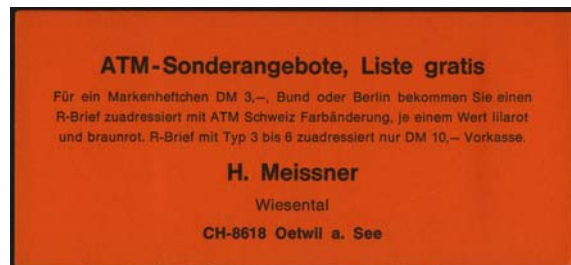 ATM-Sonderangebote, Liste gratis
Für ein Markenheftchen DM 3,–, Bund oder Berlin bekommen Sie einen
R-Brief zuadressiert mit ATM Schweiz Farbänderung, je einem Wert lilarot
und braunrot. R-Brief mit Typ 3 bis 6 zuadressiert nur DM 10,– Vorkasse.
H. Meissner
Wiesental
CH-8618 Oetwil a. See